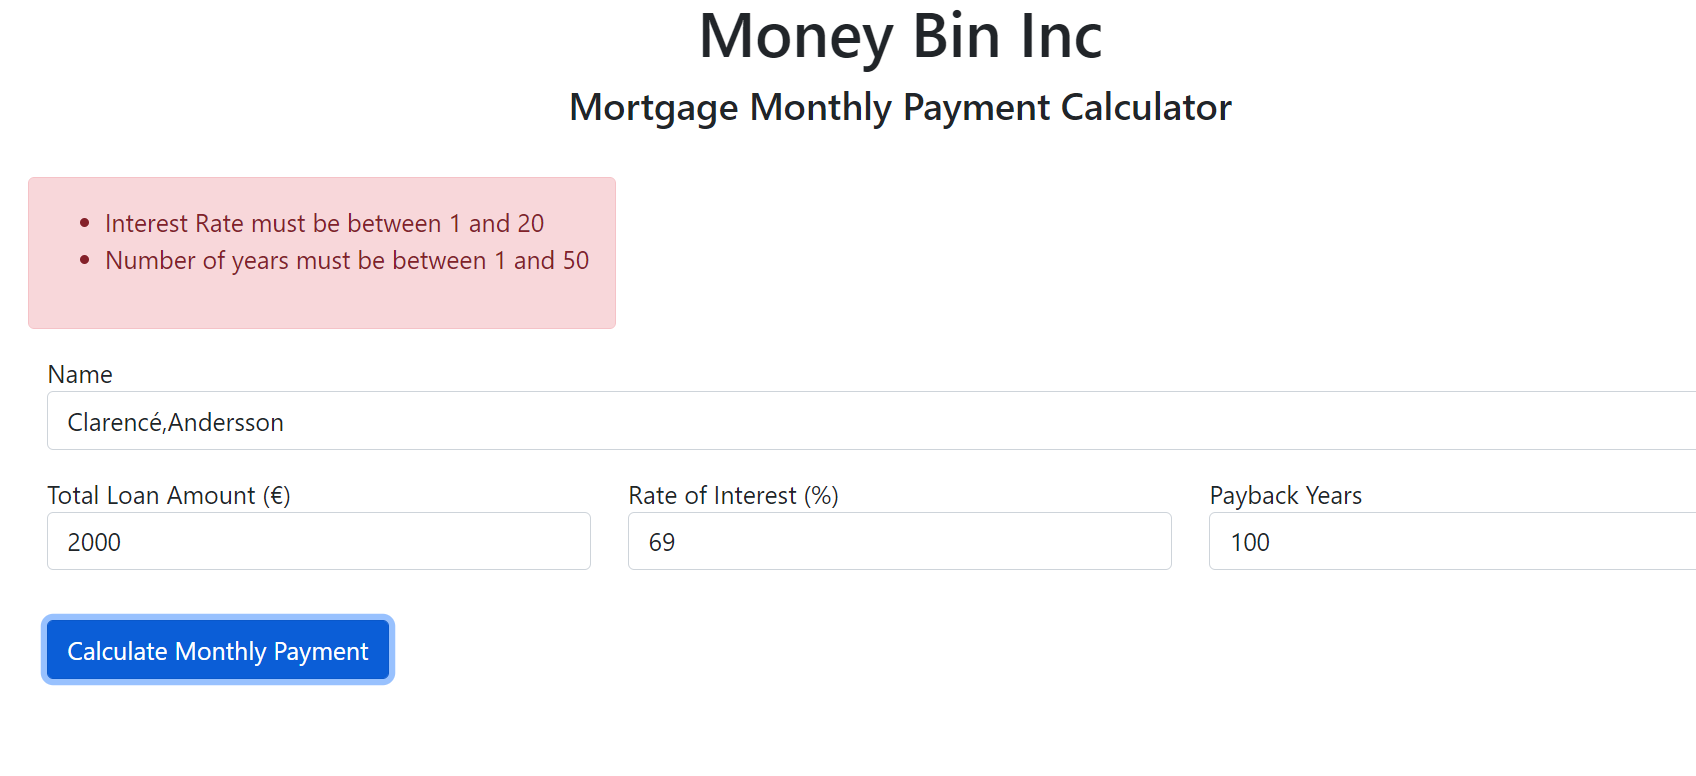 Money Bin Inc
Mortgage Monthly Payment Calculator
Interest Rate must be between 1 and 20
Number of years must be between 1 and 50
Name
Clarencé,Andersson
Total Loan Amount (€)
Rate of Interest (%)
Payback Years
2000
69
100
Calculate Monthly Payment